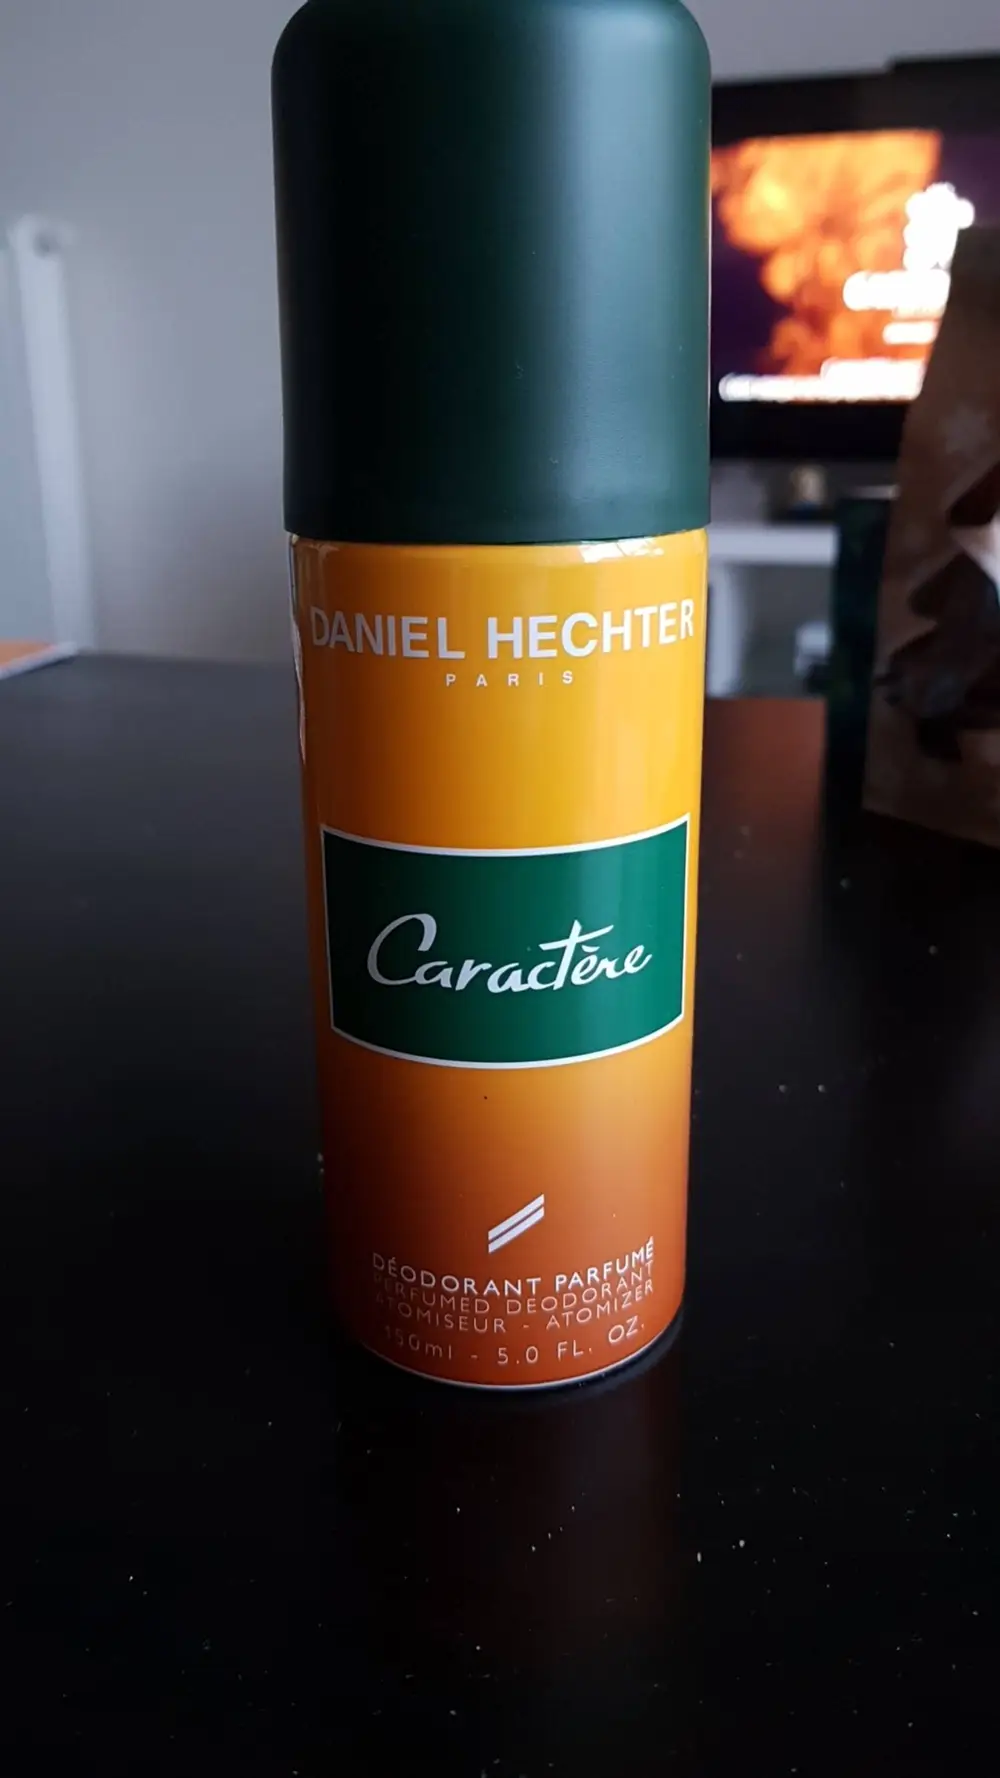 DANIEL HECHTER
PARIS
Caractère
DÉODORANT PARFUMÉ
PERFUMED DEODORANT
ATOMISEUR - ATOMIZER
150ml - 5.0 FL. OZ.